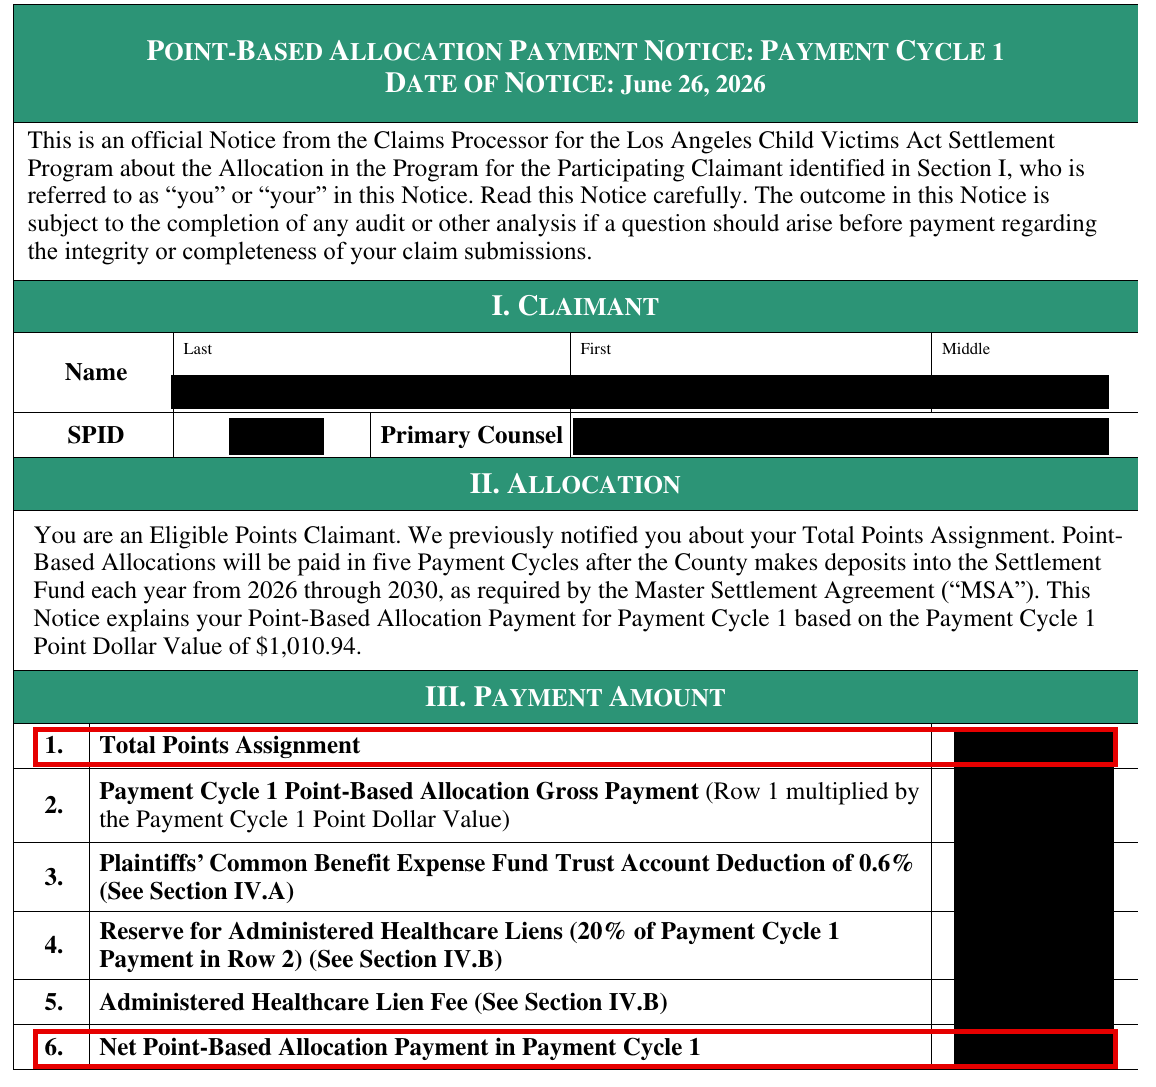 POINT-BASED ALLOCATION PAYMENT NOTICE: PAYMENT CYCLE 1
DATE OF NOTICE: June 26, 2026
This is an official Notice from the Claims Processor for the Los Angeles Child Victims Act Settlement
Program about the Allocation in the Program for the Participating Claimant identified in Section I, who is
referred to as “you” or “your” in this Notice. Read this Notice carefully. The outcome in this Notice is
subject to the completion of any audit or other analysis if a question should arise before payment regarding
the integrity or completeness of your claim submissions.
I. CLAIMANT
Name
Last
First
Middle
SPID
Primary Counsel
II. ALLOCATION
You are an Eligible Points Claimant. We previously notified you about your Total Points Assignment. Point-
Based Allocations will be paid in five Payment Cycles after the County makes deposits into the Settlement
Fund each year from 2026 through 2030, as required by the Master Settlement Agreement (“MSA”). This
Notice explains your Point-Based Allocation Payment for Payment Cycle 1 based on the Payment Cycle 1
Point Dollar Value of $1,010.94.
III. PAYMENT AMOUNT
1. Total Points Assignment
2. Payment Cycle 1 Point-Based Allocation Gross Payment (Row 1 multiplied by
the Payment Cycle 1 Point Dollar Value)
3. Plaintiffs’ Common Benefit Expense Fund Trust Account Deduction of 0.6%
(See Section IV.A)
4. Reserve for Administered Healthcare Liens (20% of Payment Cycle 1
Payment in Row 2) (See Section IV.B)
5. Administered Healthcare Lien Fee (See Section IV.B)
6. Net Point-Based Allocation Payment in Payment Cycle 1